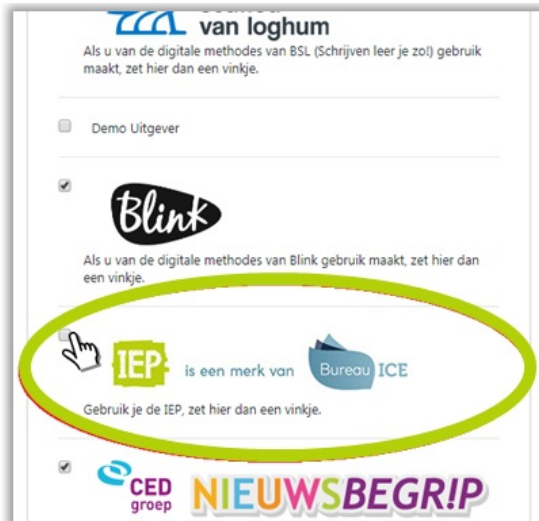 van loghum
Als u van de digitale methodes van BSL (Schrijven leer je zo!) gebruik
maakt, zet hier dan een vinkje.
Demo Uitgever
Blink
Als u van de digitale methodes van Blink gebruik maakt, zet hier dan
een vinkje.
IEP is een merk van Bureau ICE
Gebruik je de IEP, zet hier dan een vinkje.
CED
groep
NIEUWSBEGR!P